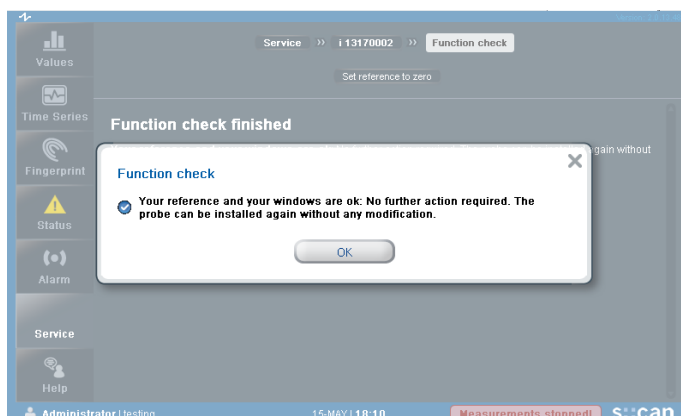 Service » i 13170002 » Function check
Set reference to zero
Values
Time Series
Fingerprint
Status
Alarm
Service
Help
Function check finished
gain without
Function check
Your reference and your windows are ok: No further action required. The
probe can be installed again without any modification.
OK
Administrator | testing
15-MAY | 18:10
Measurements stopped!
s::can